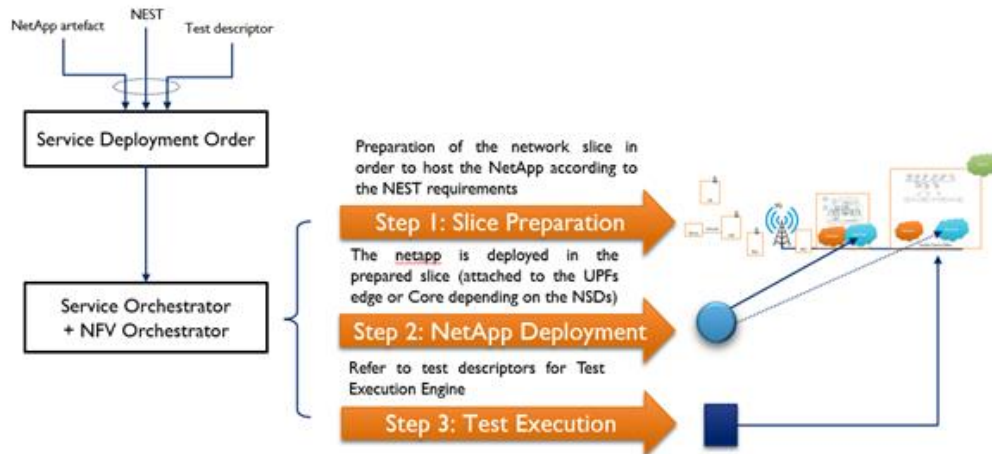 NEST
NetApp artefact
Test descriptor
Service Deployment Order
Service Orchestrator
+ NFV Orchestrator
Preparation of the network slice in
order to host the NetApp according to
the NEST requirements
Step 1: Slice Preparation
The netapp is deployed in the
prepared slice (attached to the UPFs
edge or Core depending on the NSDs)
Step 2: NetApp Deployment
Refer to test descriptors for Test
Execution Engine
Step 3: Test Execution